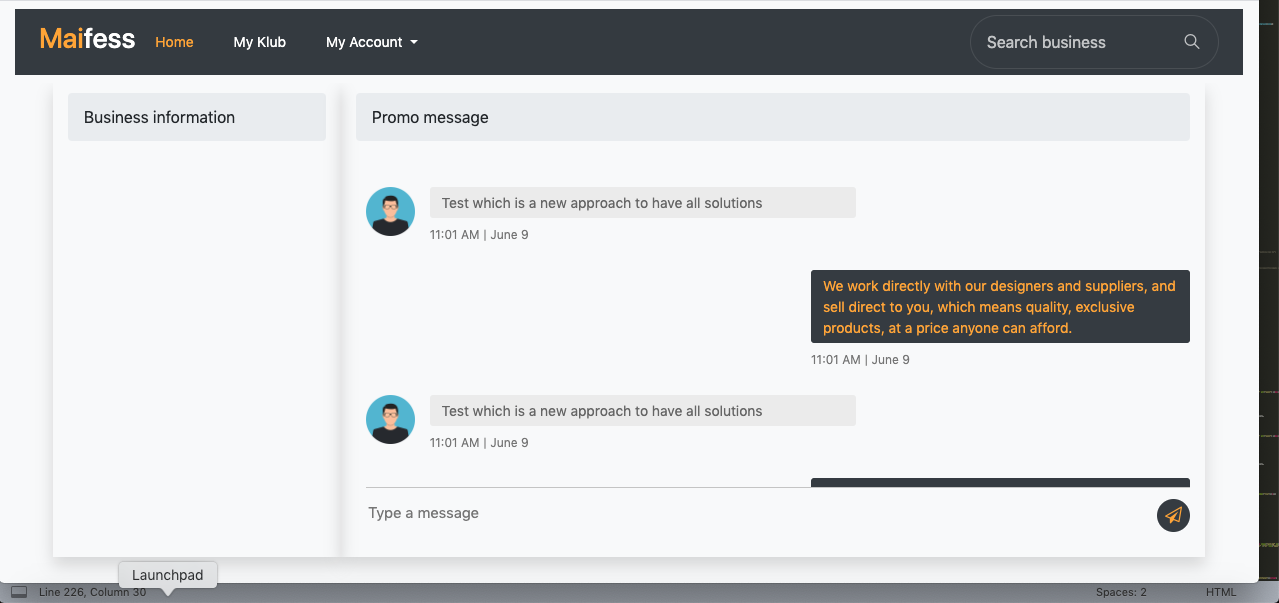 Maifess Home My Klub My Account Search business
Business information Promo message
Test which is a new approach to have all solutions
11:01 AM | June 9
We work directly with our designers and suppliers, and
sell direct to you, which means quality, exclusive
products, at a price anyone can afford.
11:01 AM | June 9
Test which is a new approach to have all solutions
11:01 AM | June 9
Type a message
Launchpad
Line 226, Column 30 Spaces: 2 HTML